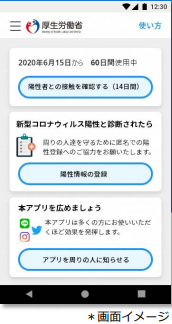 12:30
厚生労働省
Ministry of Health, Labour and Welfare
使い方
2020年6月15日から 60日間使用中
陽性者との接触を確認する（14日間）
新型コロナウィルス陽性と診断されたら
周りの人達を守るために匿名での陽
性登録へのご協力をお願いします。
陽性情報の登録
本アプリを広めましょう
本アプリは多くの方にお使いいただ
くほど効果を発揮します。
アプリを周りの人に知らせる
＊画面イメージ